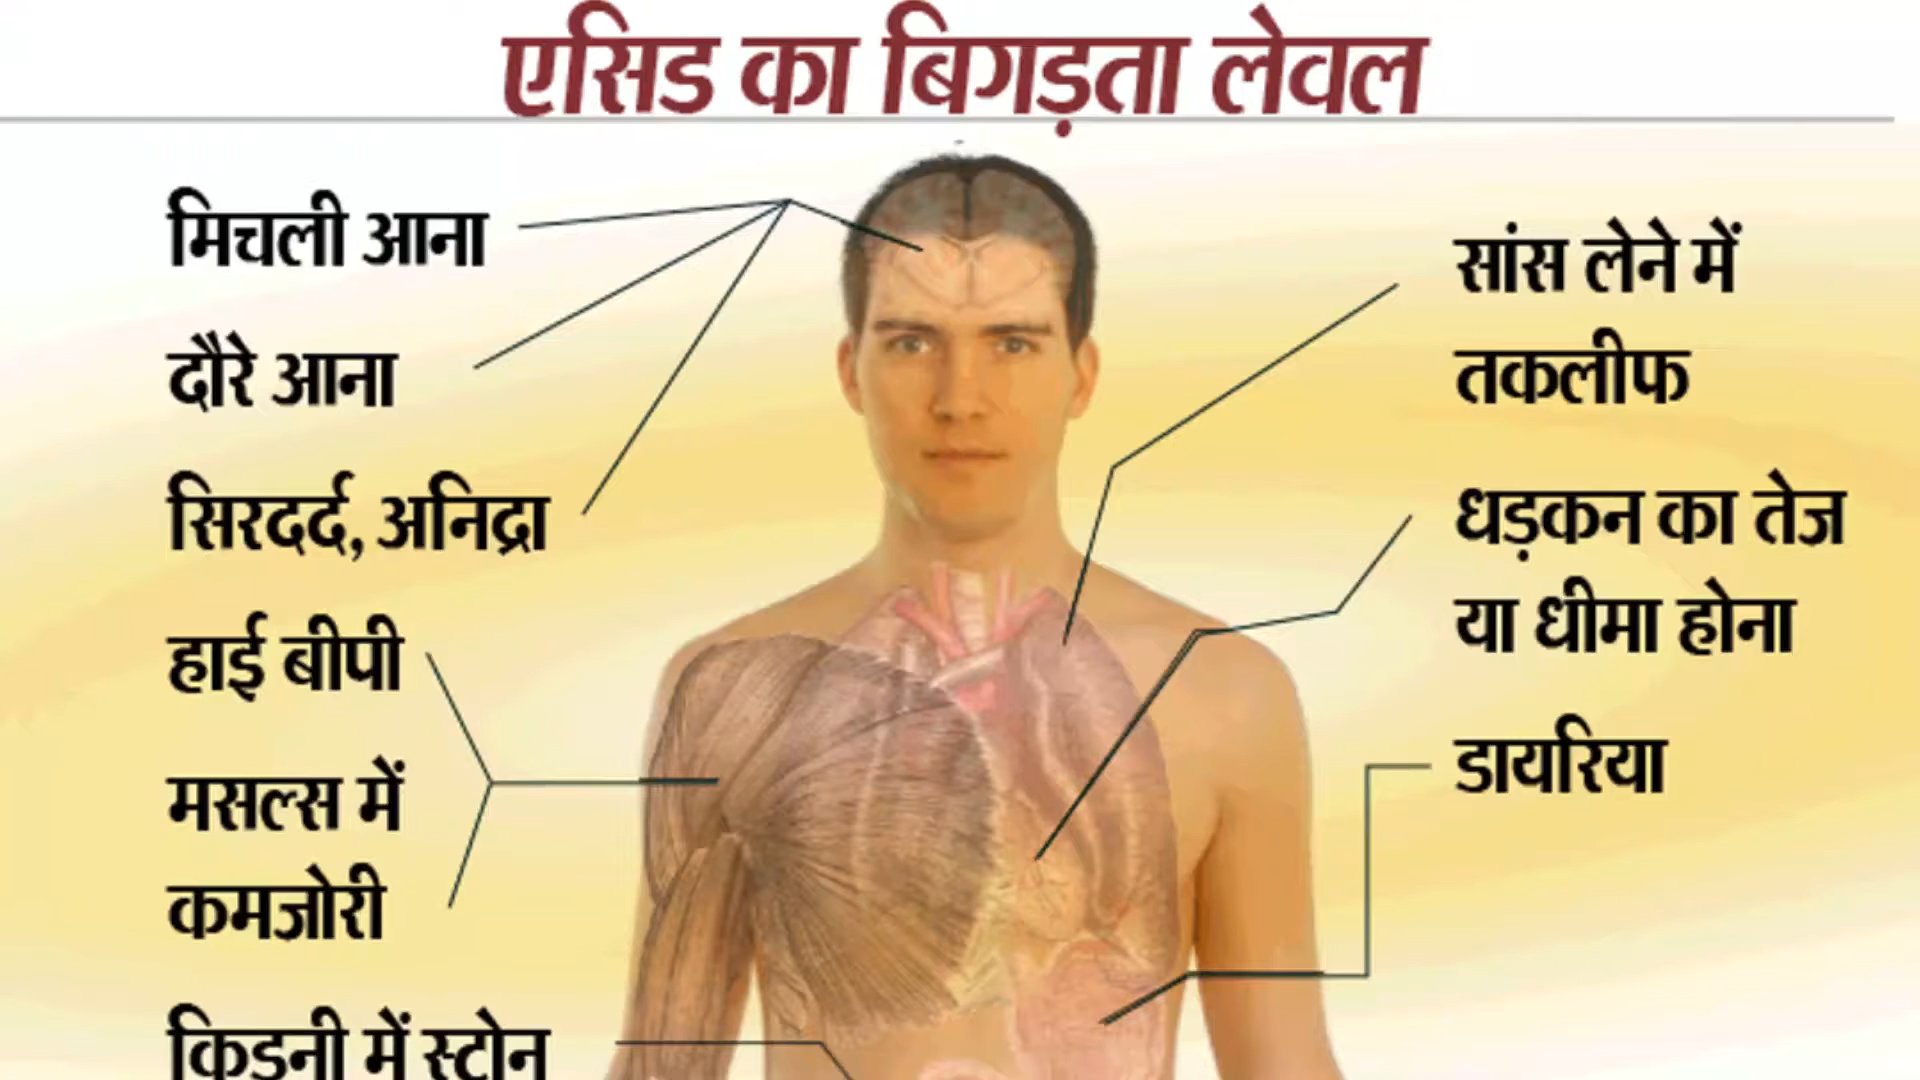 एसिड का बिगड़ता लेवल
मिचली आना
दौरे आना
सिरदर्द, अनिद्रा
हाई बीपी
मसल्स में
कमजोरी
किडनी में स्टोन
सांस लेने में
तकलीफ
धड़कन का तेज
या धीमा होना
डायरिया